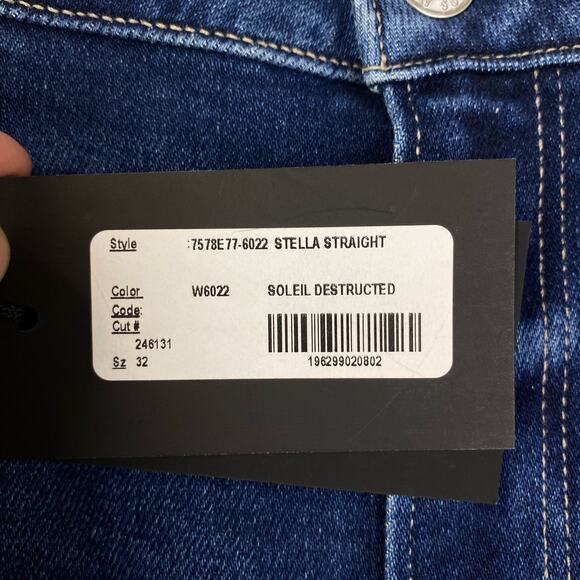 Style :7578E77-6022 STELLA STRAIGHT
Color W6022 SOLEIL DESTRUCTED
Code:
Cut #
246131
Sz 32 196299020802